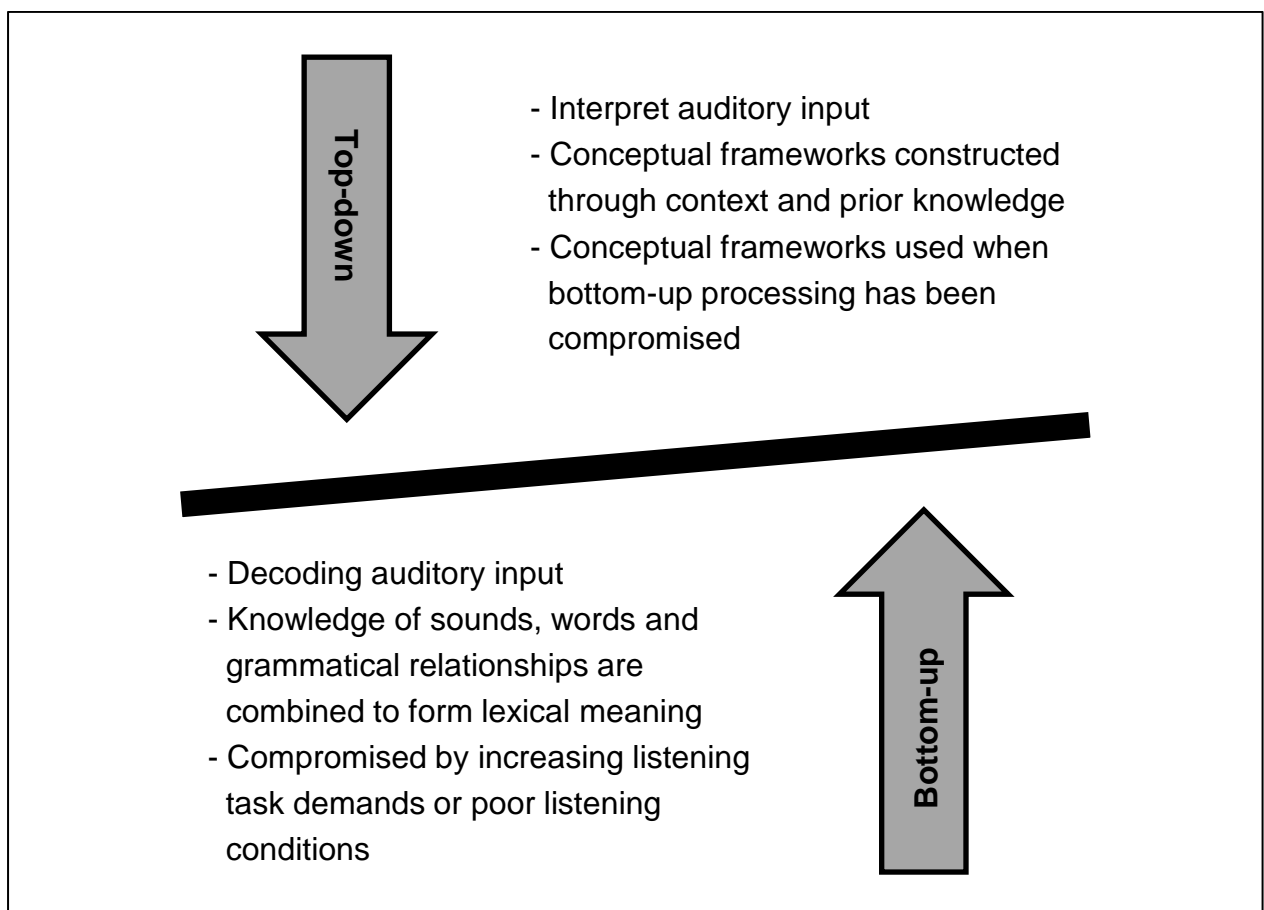 Top-down
- Interpret auditory input
- Conceptual frameworks constructed
through context and prior knowledge
- Conceptual frameworks used when
bottom-up processing has been
compromised
- Decoding auditory input
- Knowledge of sounds, words and
grammatical relationships are
combined to form lexical meaning
- Compromised by increasing listening
task demands or poor listening
conditions
Bottom-up